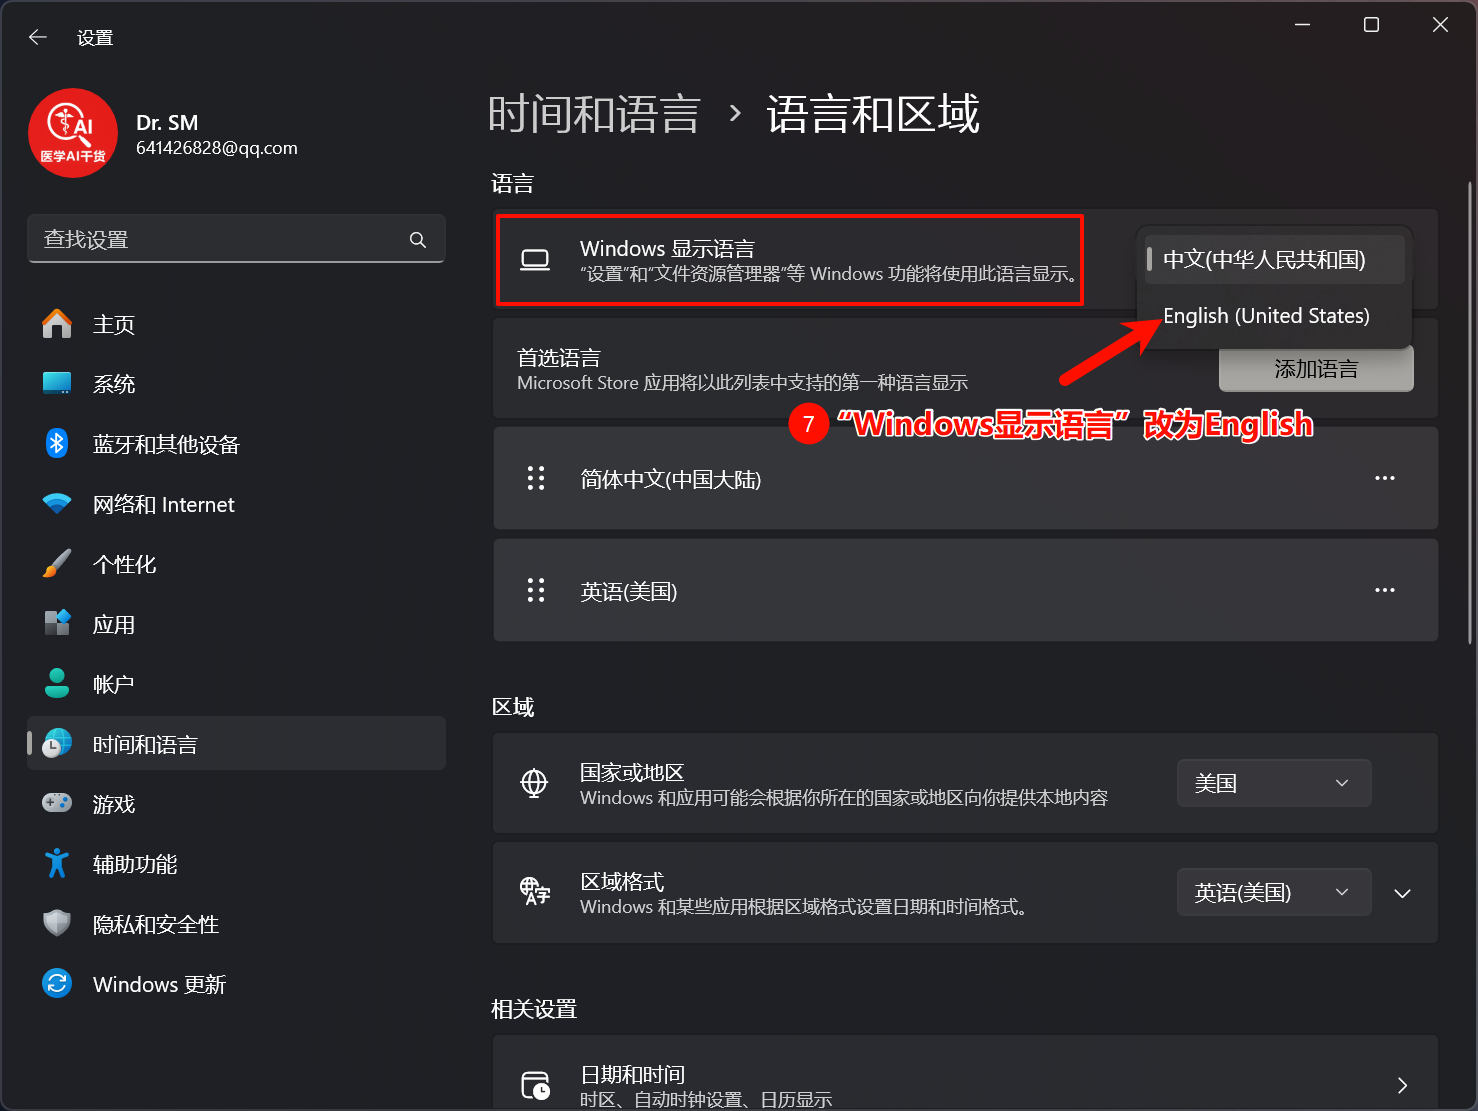 设置
AI
医学AI干货
Dr. SM
641426828@qq.com
查找设置
主页
系统
蓝牙和其他设备
网络和 Internet
个性化
应用
帐户
时间和语言
游戏
辅助功能
隐私和安全性
Windows 更新
时间和语言 › 语言和区域
语言
Windows 显示语言
“设置”和“文件资源管理器”等 Windows 功能将使用此语言显示。
中文(中华人民共和国)
English (United States)
首选语言
Microsoft Store 应用将以此列表中支持的第一种语言显示
添加语言
7 “Windows显示语言” 改为English
简体中文(中国大陆)
英语(美国)
区域
国家或地区
Windows 和应用可能会根据你所在的国家或地区向你提供本地内容
美国
区域格式
Windows 和某些应用根据区域格式设置日期和时间格式。
英语(美国)
相关设置
日期和时间
时区、自动时钟设置、日历显示